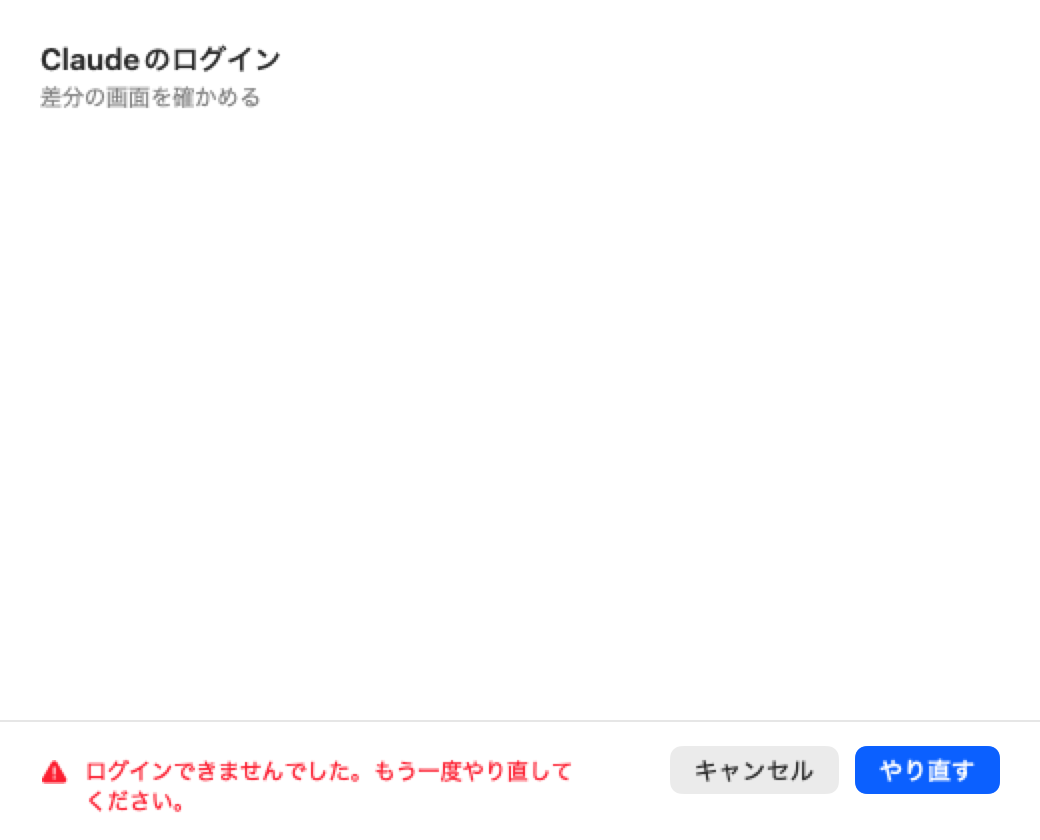 Claudeのログイン
差分の画面を確かめる
ログインできませんでした。もう一度やり直して
ください。
キャンセル
やり直す